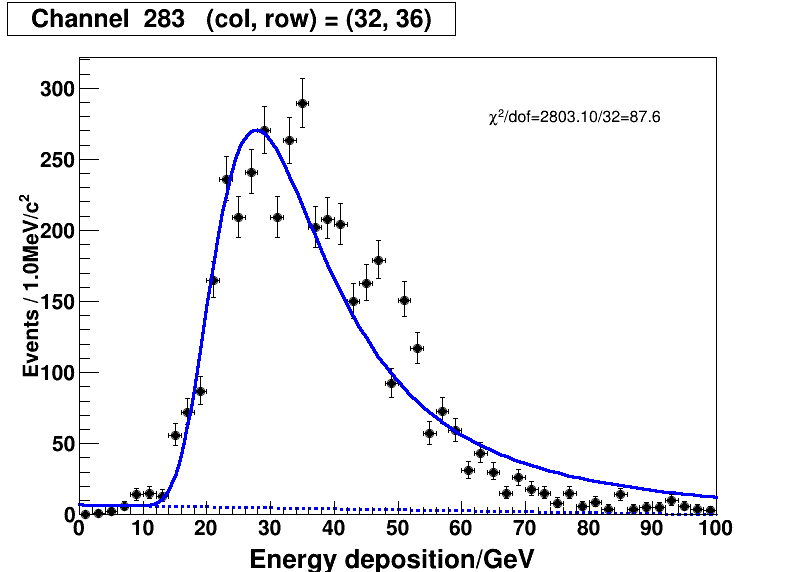 Channel 283 (col, row) = (32, 36)
χ²/dof=2803.10/32=87.6
Events / 1.0MeV/c²
300
250
200
150
100
50
0
0 10 20 30 40 50 60 70 80 90 100
Energy deposition/GeV